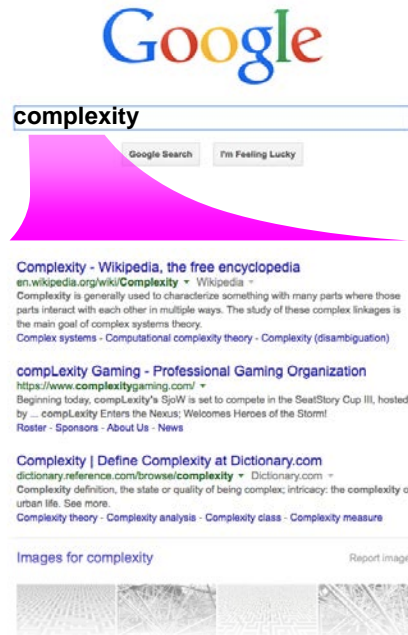 Google
complexity
Google Search I'm Feeling Lucky
Complexity - Wikipedia, the free encyclopedia
en.wikipedia.org/wiki/Complexity ▾ Wikipedia ▾
Complexity is generally used to characterize something with many parts where those
parts interact with each other in multiple ways. The study of these complex linkages is
the main goal of complex systems theory.
Complex systems - Computational complexity theory - Complexity (disambiguation)
compLexity Gaming - Professional Gaming Organization
https://www.complexitygaming.com/ ▾
Beginning today, compLexity's SjoW is set to compete in the SeatStory Cup III, hosted
by ... compLexity Enters the Nexus; Welcomes Heroes of the Storm!
Roster - Sponsors - About Us - News
Complexity | Define Complexity at Dictionary.com
dictionary.reference.com/browse/complexity ▾ Dictionary.com ▾
Complexity definition, the state or quality of being complex; intricacy: the complexity o
urban life. See more.
Complexity theory - Complexity analysis - Complexity class - Complexity measure
Images for complexity Report image